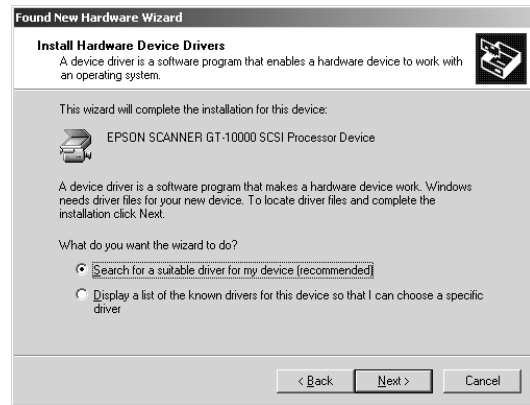 Found New Hardware Wizard
Install Hardware Device Drivers
A device driver is a software program that enables a hardware device to work with
an operating system.
This wizard will complete the installation for this device:
EPSON SCANNER GT-10000 SCSI Processor Device
A device driver is a software program that makes a hardware device work. Windows
needs driver files for your new device. To locate driver files and complete the
installation click Next.
What do you want the wizard to do?
Search for a suitable driver for my device (recommended)
Display a list of the known drivers for this device so that I can choose a specific
driver
< Back Next > Cancel